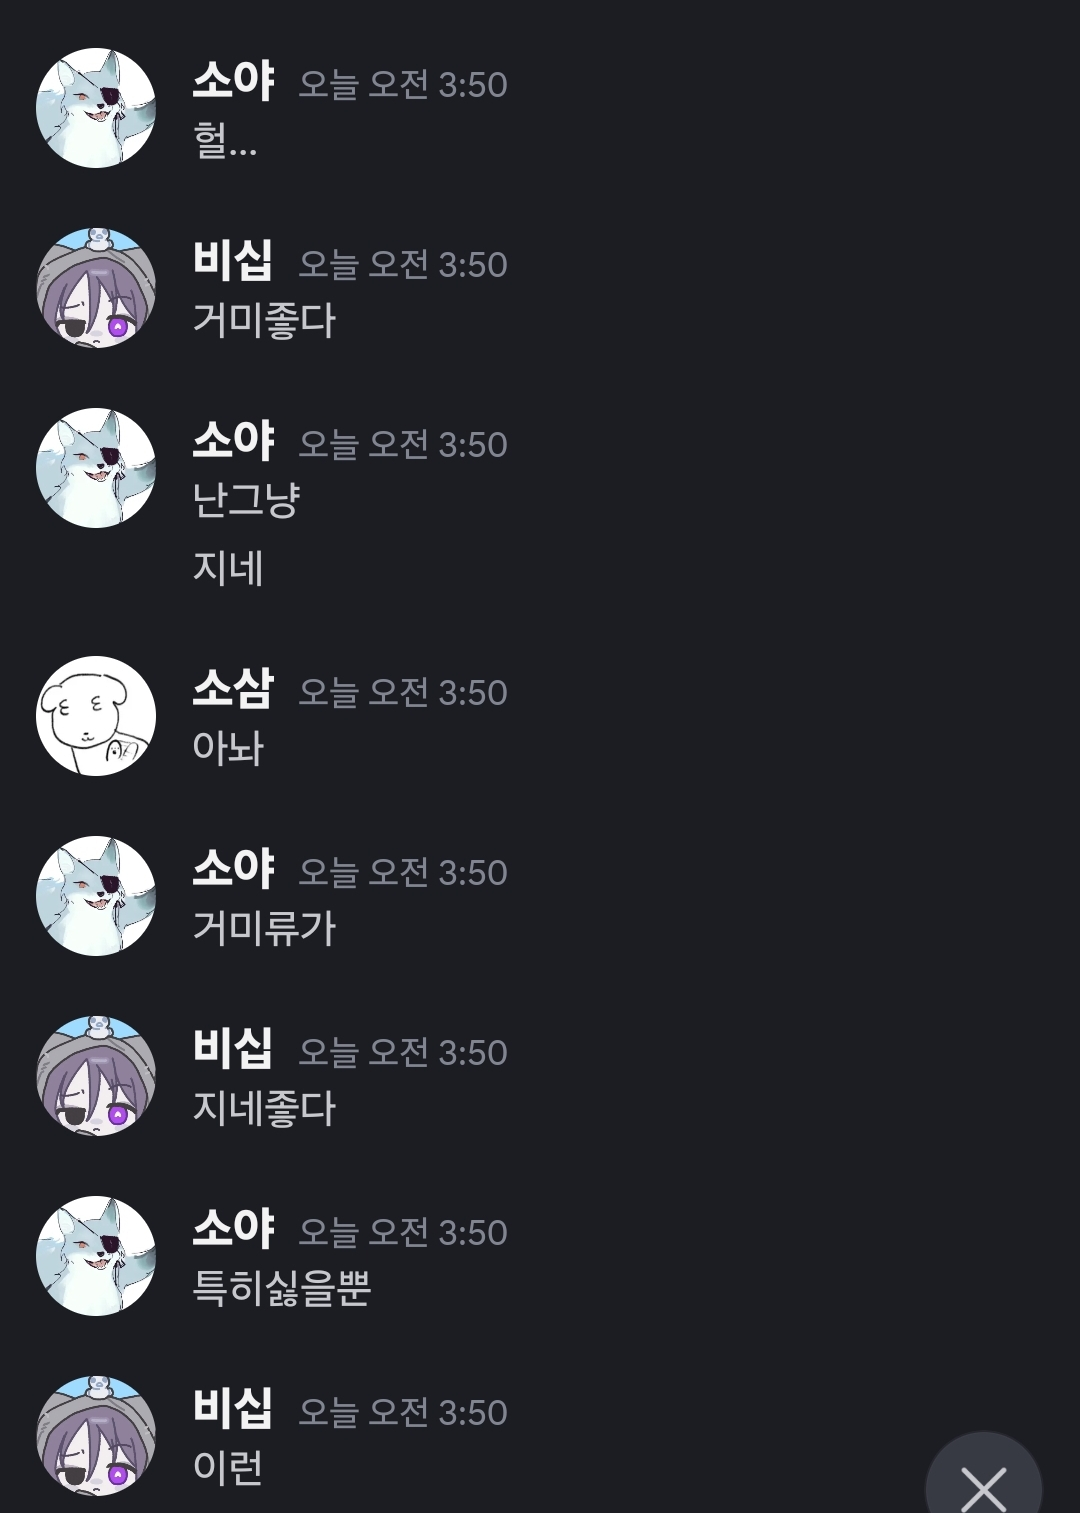 소야 오늘 오전 3:50
헐...
비십 오늘 오전 3:50
거미좋다
소야 오늘 오전 3:50
난그냥
지네
소삼 오늘 오전 3:50
아놔
소야 오늘 오전 3:50
거미류가
비십 오늘 오전 3:50
지네좋다
소야 오늘 오전 3:50
특히싫을뿐
비십 오늘 오전 3:50
이런